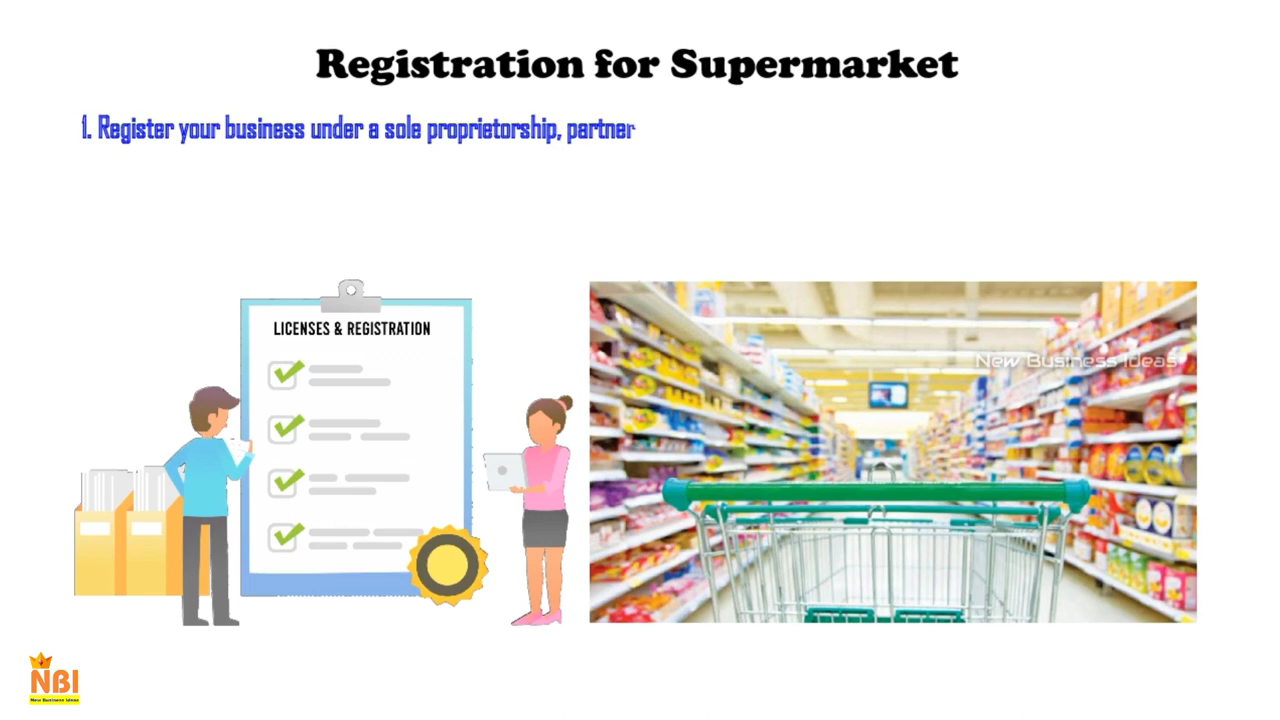 Registration for Supermarket
1. Register your business under a sole proprietorship, partner
LICENSES & REGISTRATION
New Business Ideas
NBI
New Business Ideas